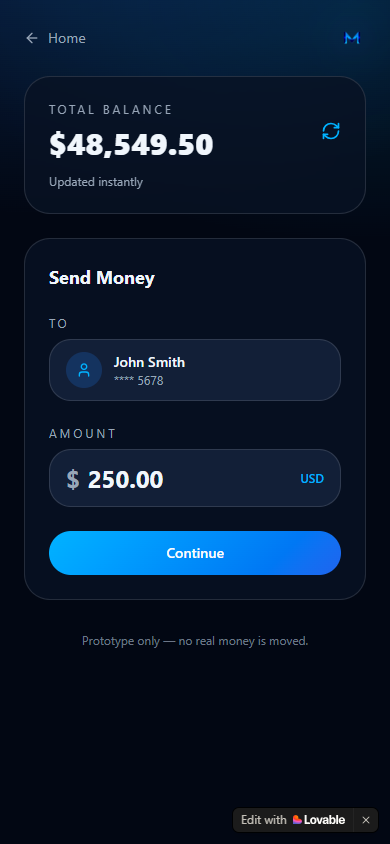 Home
TOTAL BALANCE
$48,549.50
Updated instantly
Send Money
TO
John Smith
**** 5678
AMOUNT
$ 250.00 USD
Continue
Prototype only — no real money is moved.
Edit with Lovable